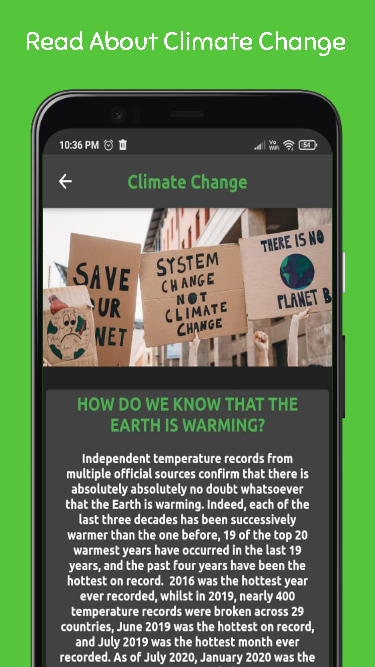 Read About Climate Change
10:36 PM
Vo
WiFi
54
Climate Change
SAVE
OUR
PLANET
SYSTEM
CHANGE
NOT
CLIMATE
CHANGE
THERE IS NO
PLANET B
HOW DO WE KNOW THAT THE
EARTH IS WARMING?
Independent temperature records from
multiple official sources confirm that there is
absolutely absolutely no doubt whatsoever
that the Earth is warming. Indeed, each of the
last three decades has been successively
warmer than the one before, 19 of the top 20
warmest years have occurred in the last 19
years, and the past four years have been the
hottest on record.  2016 was the hottest year
ever recorded, whilst in 2019, nearly 400
temperature records were broken across 29
countries, June 2019 was the hottest on record,
and July 2019 was the hottest month ever
recorded. As of July 2020, January 2020 was the